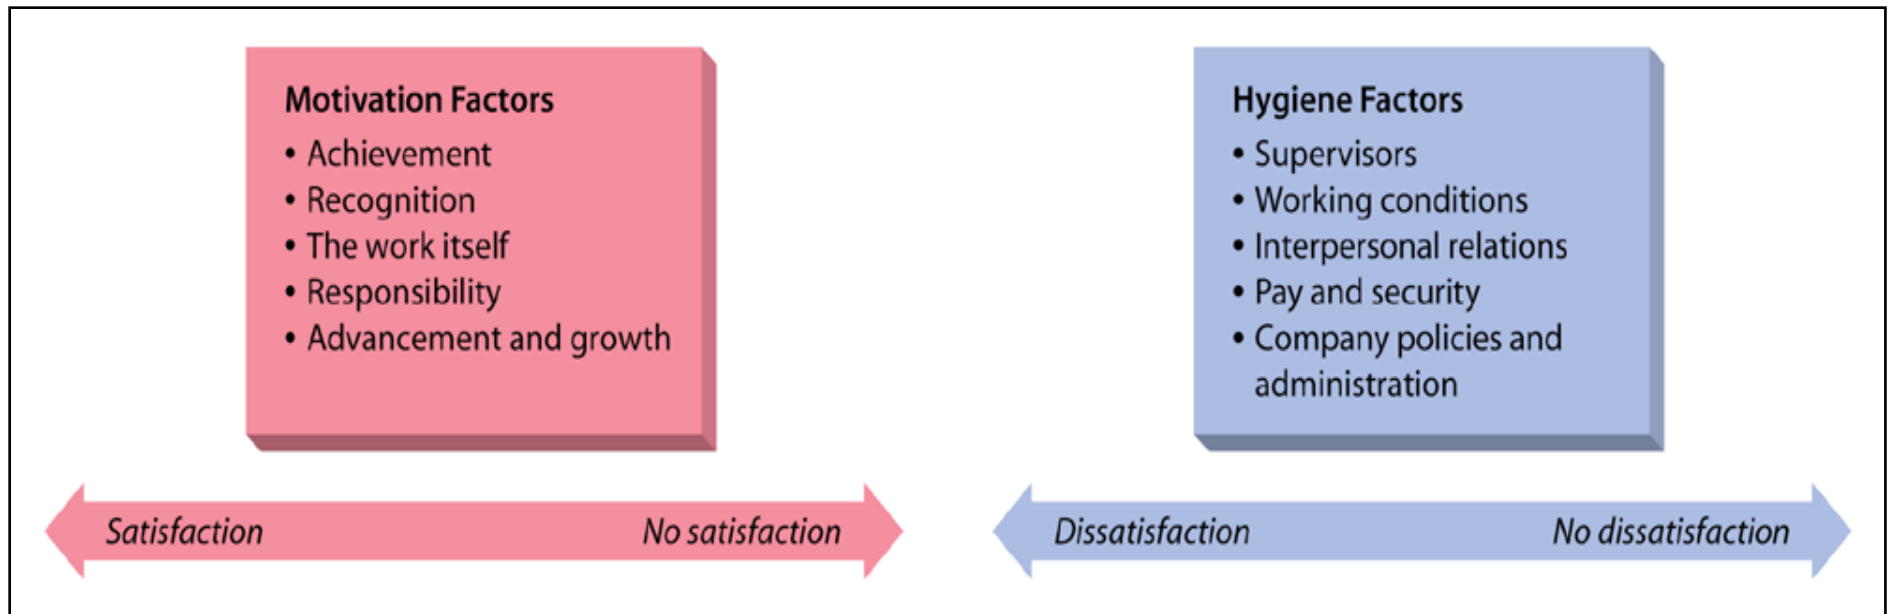 Motivation Factors
• Achievement
• Recognition
• The work itself
• Responsibility
• Advancement and growth
Satisfaction
No satisfaction
Hygiene Factors
• Supervisors
• Working conditions
• Interpersonal relations
• Pay and security
• Company policies and
administration
Dissatisfaction
No dissatisfaction